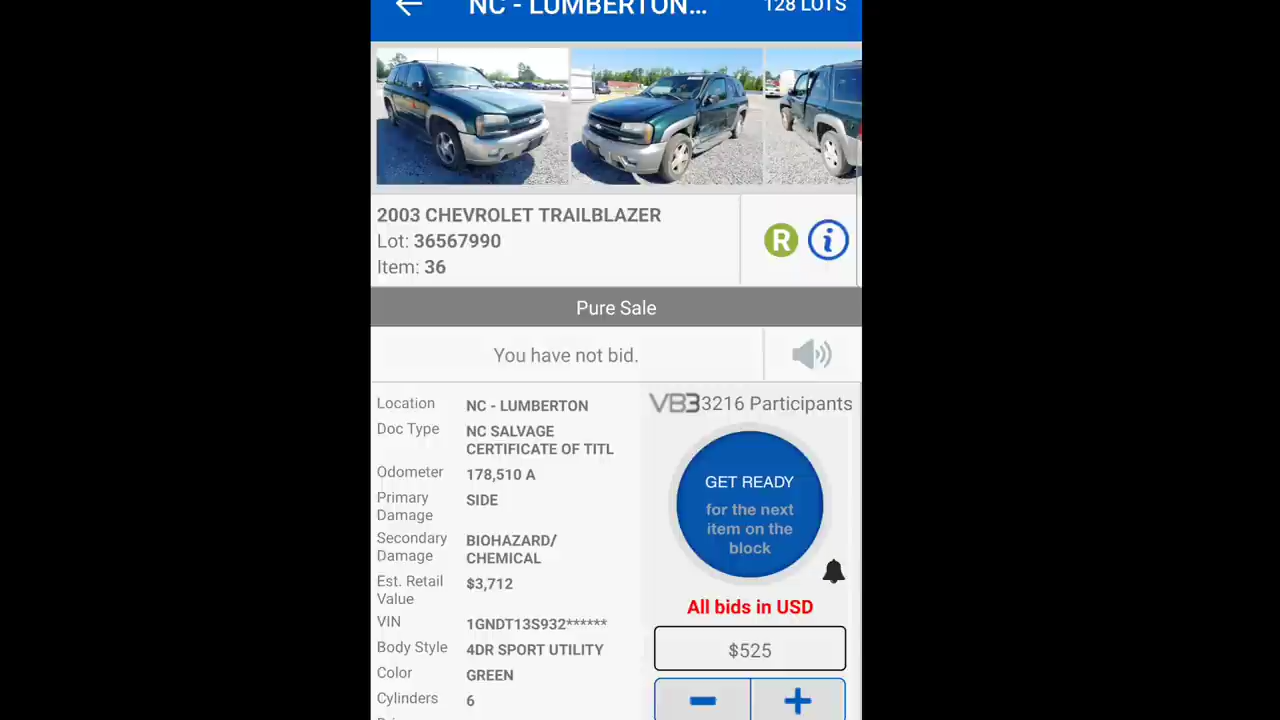 NC - LUMBERTON...
128 LOTS
2003 CHEVROLET TRAILBLAZER
Lot: 36567990
Item: 36
R
i
Pure Sale
You have not bid.
Location NC - LUMBERTON
Doc Type NC SALVAGE
CERTIFICATE OF TITL
Odometer 178,510 A
Primary
Damage
SIDE
Secondary
Damage
BIOHAZARD/
CHEMICAL
Est. Retail
Value
$3,712
VIN 1GNDT13S932******
Body Style 4DR SPORT UTILITY
Color GREEN
Cylinders 6
VB3 3216 Participants
GET READY
for the next
item on the
block
All bids in USD
$525